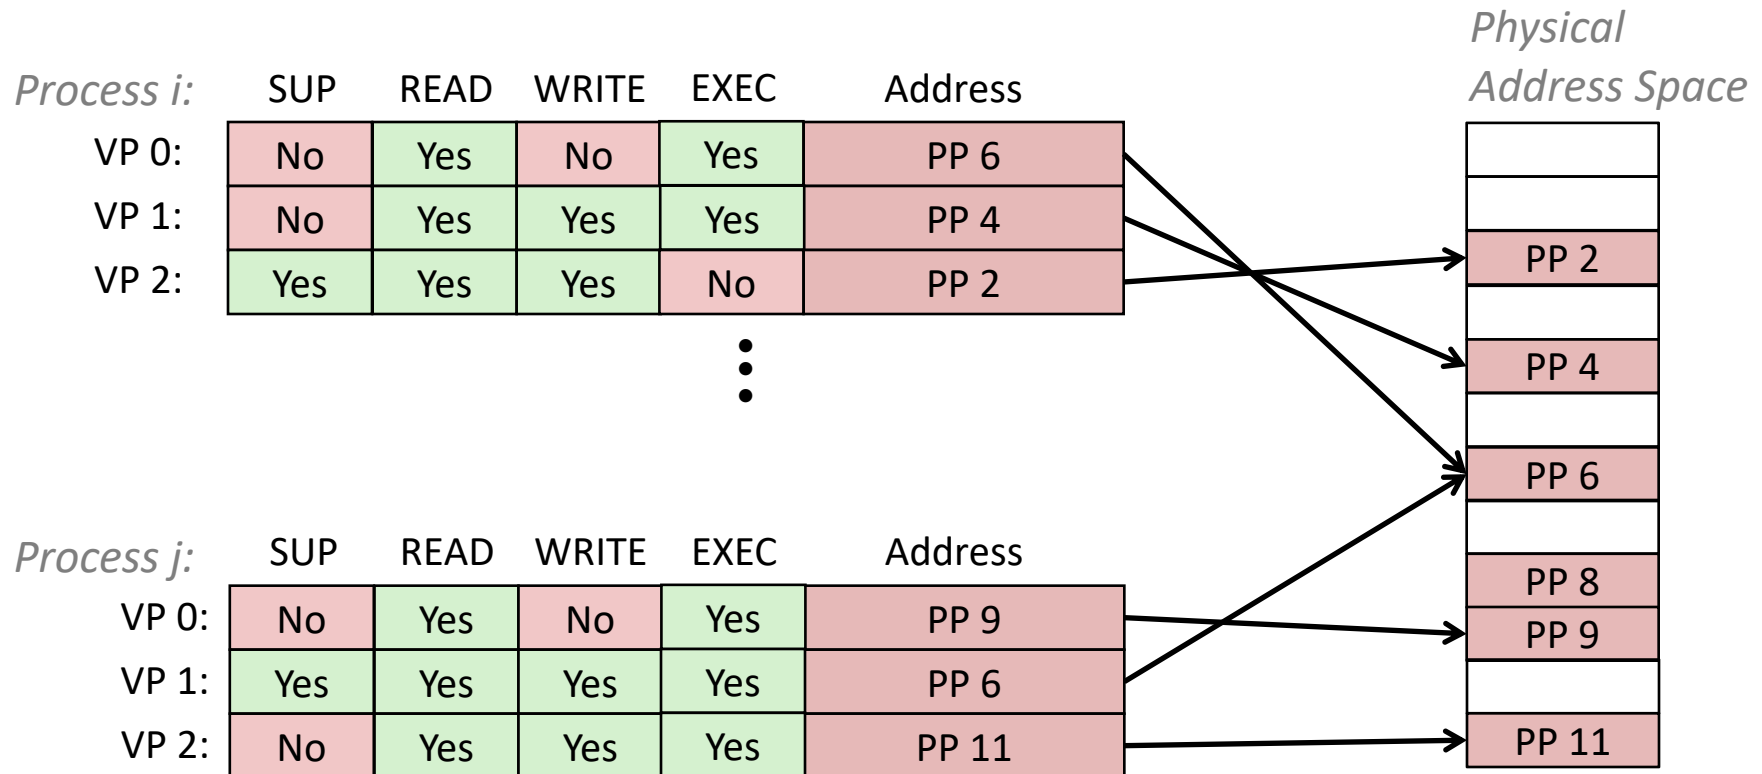 Physical
Address Space
Process i: SUP READ WRITE EXEC Address
VP 0: No Yes No Yes PP 6
VP 1: No Yes Yes Yes PP 4
VP 2: Yes Yes Yes No PP 2
PP 2
PP 4
PP 6
PP 8
PP 9
PP 11
Process j: SUP READ WRITE EXEC Address
VP 0: No Yes No Yes PP 9
VP 1: Yes Yes Yes Yes PP 6
VP 2: No Yes Yes Yes PP 11